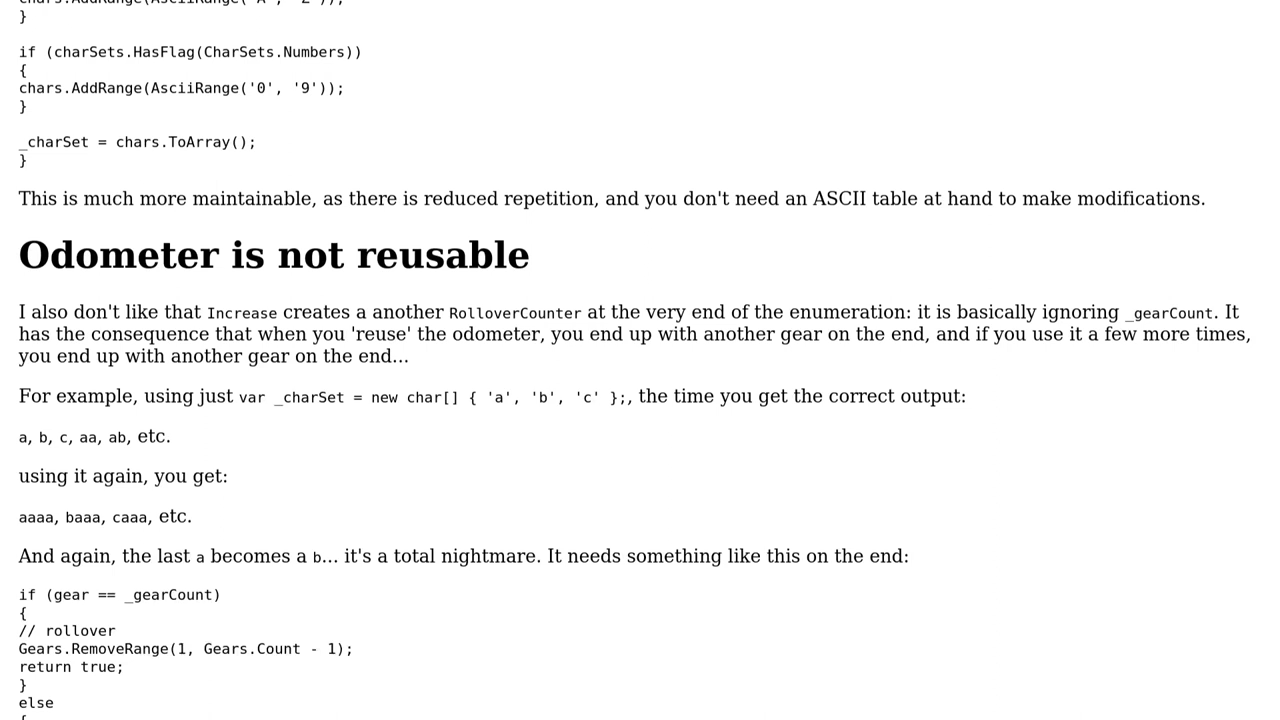 chars.AddRange(AsciiRange('A', 'Z'));
}
if (charSets.HasFlag(CharSets.Numbers))
{
chars.AddRange(AsciiRange('0', '9'));
}
_charSet = chars.ToArray();
}
This is much more maintainable, as there is reduced repetition, and you don't need an ASCII table at hand to make modifications.
Odometer is not reusable
I also don't like that Increase creates a another RolloverCounter at the very end of the enumeration: it is basically ignoring _gearCount. It
has the consequence that when you 'reuse' the odometer, you end up with another gear on the end, and if you use it a few more times,
you end up with another gear on the end...
For example, using just var _charSet = new char[] { 'a', 'b', 'c' };, the time you get the correct output:
a, b, c, aa, ab, etc.
using it again, you get:
aaaa, baaa, caaa, etc.
And again, the last a becomes a b... it's a total nightmare. It needs something like this on the end:
if (gear == _gearCount)
{
// rollover
Gears.RemoveRange(1, Gears.Count - 1);
return true;
}
else
{